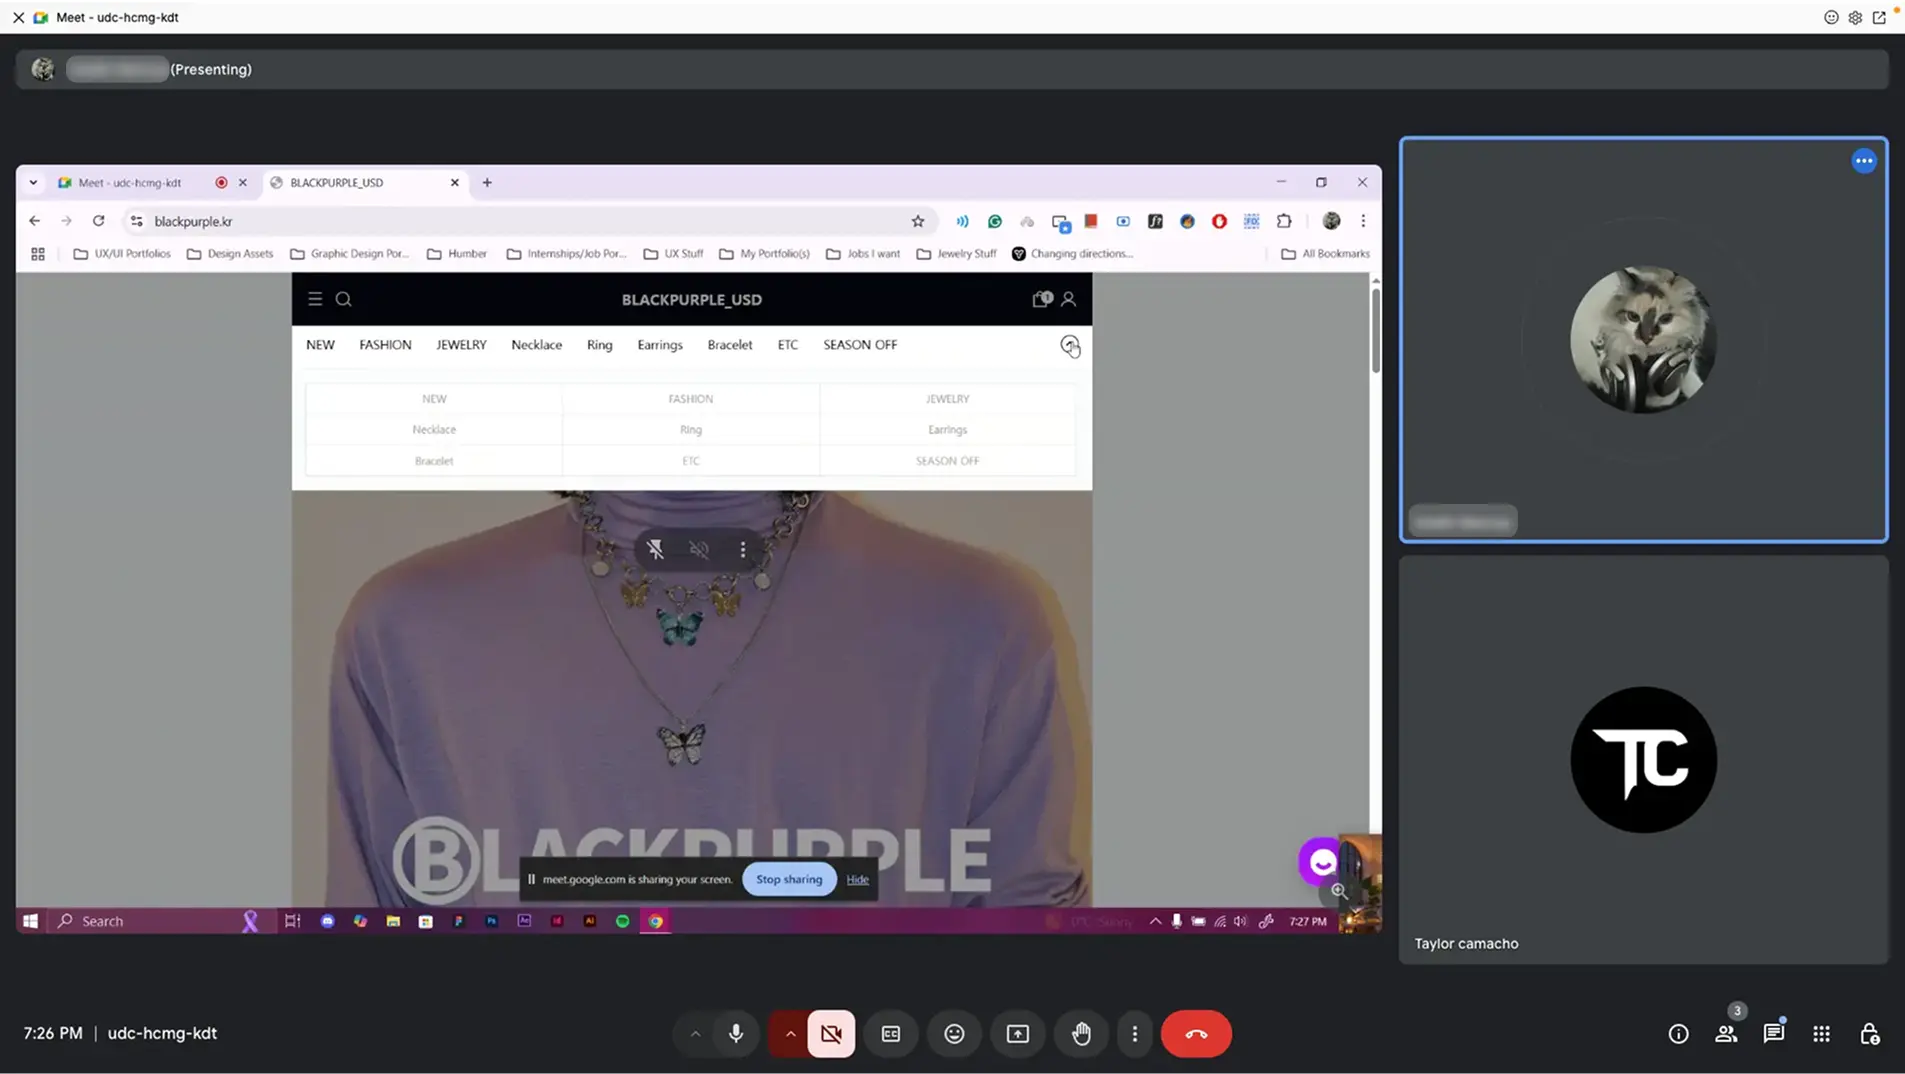 Meet - udc-hcmg-kdt
(Presenting)
Meet - udc-hcmg-kdt
BLACKPURPLE_USD
blackpurple.kr
UX/UI Portfolios
Design Assets
Graphic Design Por...
Humber
Internships/Job Por...
UX Stuff
My Portfolio(s)
Jobs I want
Jewelry Stuff
Changing directions...
All Bookmarks
BLACKPURPLE_USD
1
NEW FASHION JEWELRY Necklace Ring Earrings Bracelet ETC SEASON OFF
NEW FASHION JEWELRY
Necklace Ring Earrings
Bracelet ETC SEASON OFF
BLACKPURPLE
meet.google.com is sharing your screen. Stop sharing Hide
Search
0°C Sunny
7:27 PM
TC
Taylor camacho
7:26 PM | udc-hcmg-kdt
3